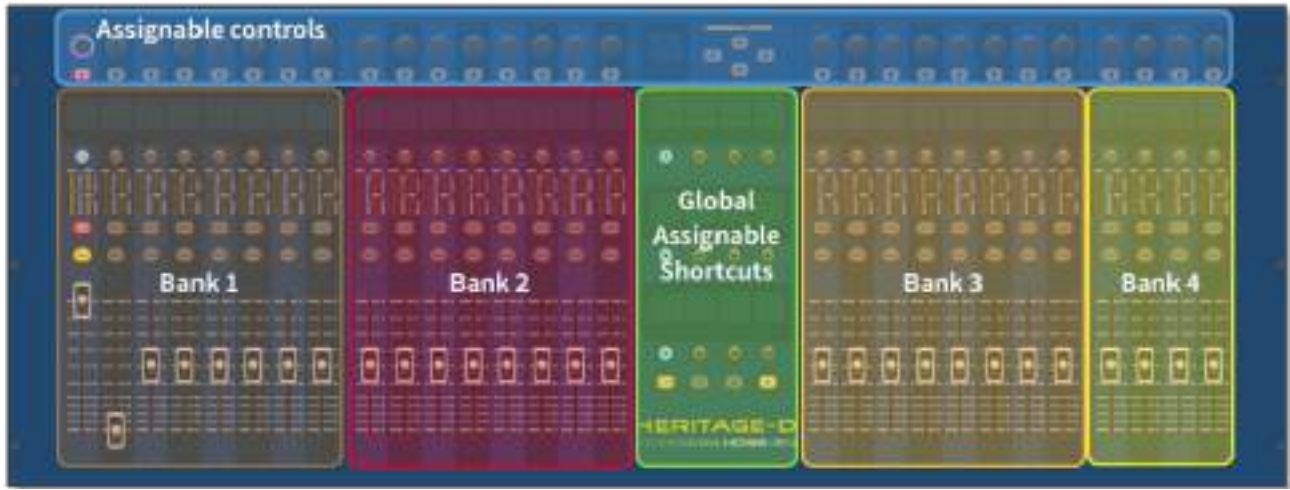 Assignable controls
Bank 1
Bank 2
Global
Assignable
Shortcuts
Bank 3
Bank 4
HERITAGE-D